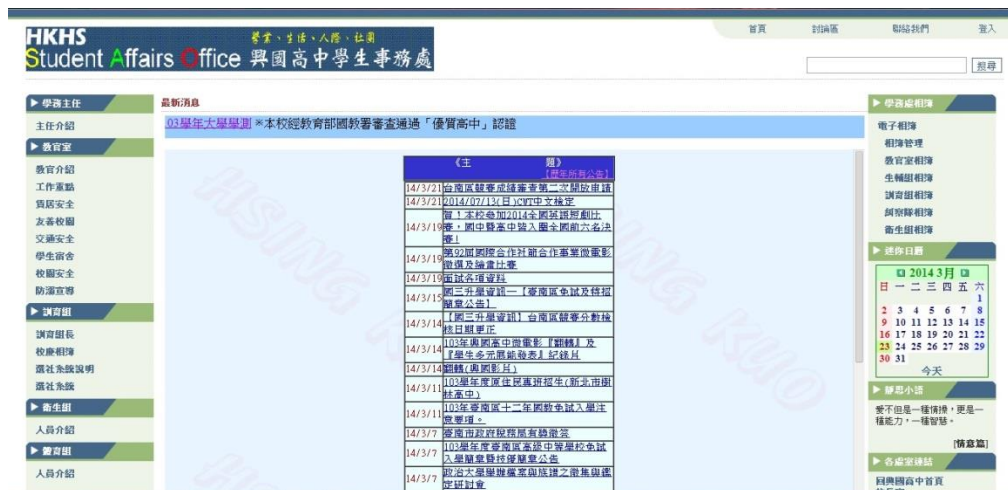 HKHS
學業、生活、人際、社團
Student Affairs Office 興國高中學生事務處
首頁
討論區
聯絡我們
登入
搜尋
學務主任
主任介紹
教官室
教官介紹
工作重點
賃居安全
友善校園
交通安全
學生宿舍
校園安全
防溺宣導
訓育組
訓育組長
校慶相簿
選社系統說明
選社系統
衛生組
人員介紹
體育組
人員介紹
最新消息
03學年大學學測 ※本校經教育部國教署審查通過「優質高中」認證
《主 題》
【歷年所有公告】
14/3/21 台南區競賽成績審查第二次開放申請
14/3/21 2014/07/13(日)CWT中文檢定
14/3/19 賀！本校參加2014全國英語短劇比
賽，國中暨高中皆入圍全國前六名決
賽!
14/3/19 第92屆國際合作社節合作事業微電影
徵選及繪畫比賽
14/3/19 面試各項資料
14/3/15 國三升學資訊—【臺南區免試及特招
簡章公告】
14/3/14 【國三升學資訊】台南區競賽分數檢
核日期更正
14/3/14 103年興國高中微電影『翻轉』及
『學生多元展能發表』紀錄片
14/3/14 翻轉(興國影片)
14/3/11 103學年度原住民專班招生(新北市樹
林高中)
14/3/11 103年臺南區十二年國教免試入學注
意要項。
14/3/7 臺南市政府稅務局有獎徵答
14/3/7 103學年度臺南區高級中等學校免試
入學簡章暨技優簡章公告
14/3/7 政治大學舉辦檔案與族譜之徵集與鑑
定研討會
HSING KUO
HSING KUO
學務處相簿
電子相簿
相簿管理
教官室相簿
生輔組相簿
訓育組相簿
糾察隊相簿
衛生組相簿
迷你日曆
2014 3月
日 一 二 三 四 五 六
1
2 3 4 5 6 7 8
9 10 11 12 13 14 15
16 17 18 19 20 21 22
23 24 25 26 27 28 29
30 31
今天
靜思小語
愛不但是一種情操，更是一
種能力，一種智慧。
[情意篇]
各處室連結
回興國高中首頁